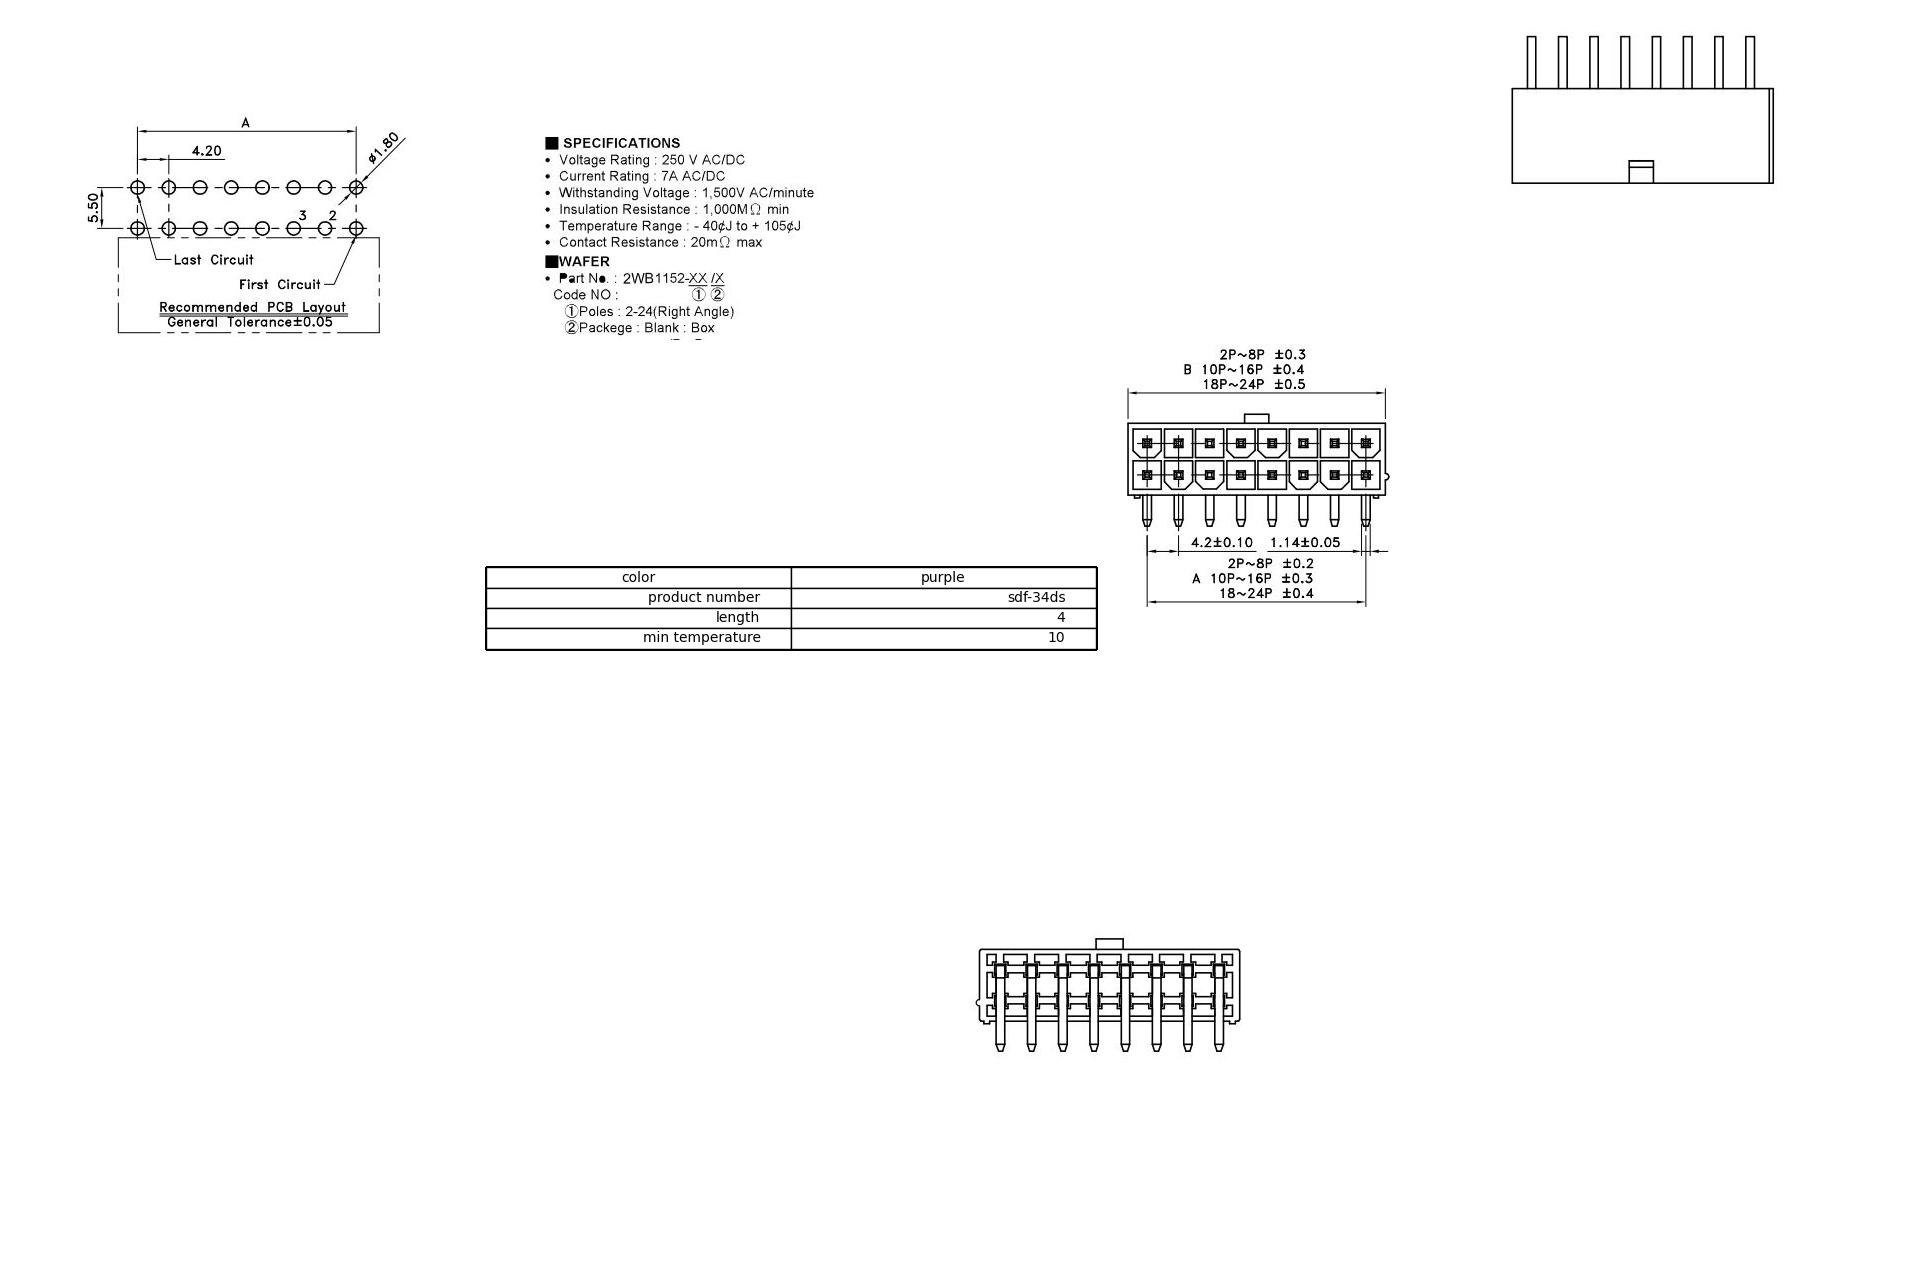 A
4.20
ø1.80
5.50
3 2
Last Circuit
First Circuit
Recommended PCB Layout
General Tolerance±0.05
■ SPECIFICATIONS
• Voltage Rating : 250 V AC/DC
• Current Rating : 7A AC/DC
• Withstanding Voltage : 1,500V AC/minute
• Insulation Resistance : 1,000MΩ min
• Temperature Range : - 40¢J to + 105¢J
• Contact Resistance : 20mΩ max
■WAFER
• Part No. : 2WB1152-XX /X
Code NO : ① ②
①Poles : 2-24(Right Angle)
②Packege : Blank : Box
2P~8P ±0.3
B 10P~16P ±0.4
18P~24P ±0.5
4.2±0.10 1.14±0.05
2P~8P ±0.2
A 10P~16P ±0.3
18~24P ±0.4
color purple
product number sdf-34ds
length 4
min temperature 10